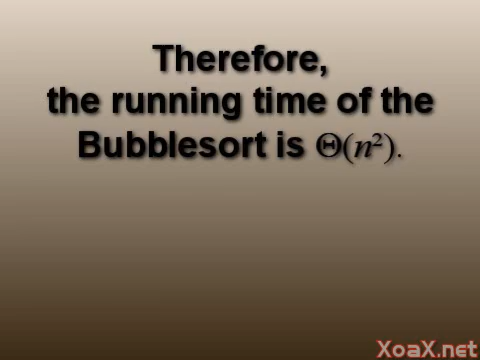 Therefore,
the running time of the
Bubblesort is Θ(n²).
XoaX.net